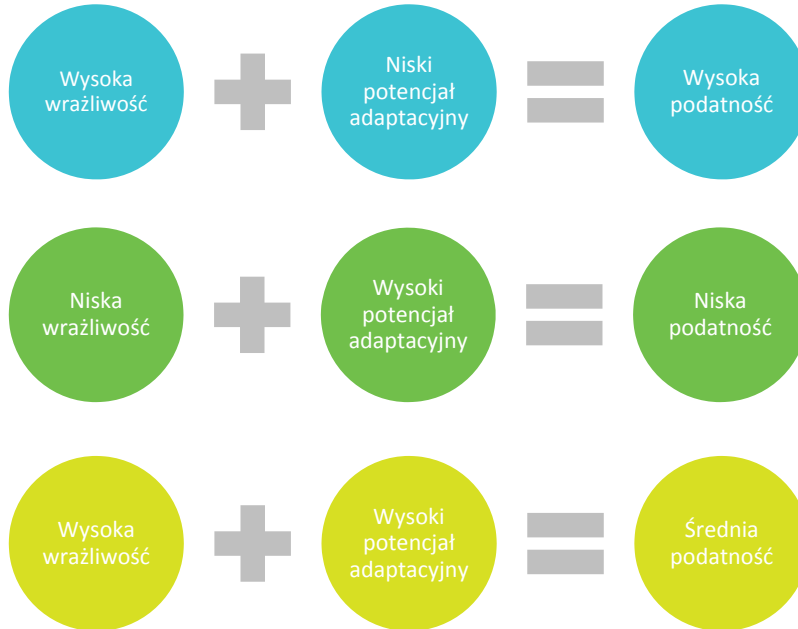 Wysoka
wrażliwość
Niski
potencjał
adaptacyjny
Wysoka
podatność
Niska
wrażliwość
Wysoki
potencjał
adaptacyjny
Niska
podatność
Wysoka
wrażliwość
Wysoki
potencjał
adaptacyjny
Średnia
podatność